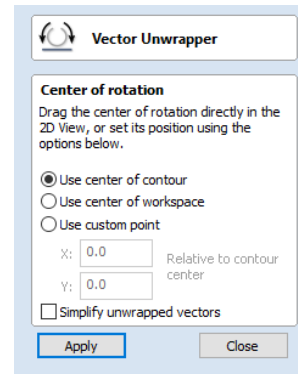 Vector Unwrapper
Center of rotation
Drag the center of rotation directly in the
2D View, or set its position using the
options below.
Use center of contour
Use center of workspace
Use custom point
X: 0.0
Relative to contour
center
Y: 0.0
Simplify unwrapped vectors
Apply Close